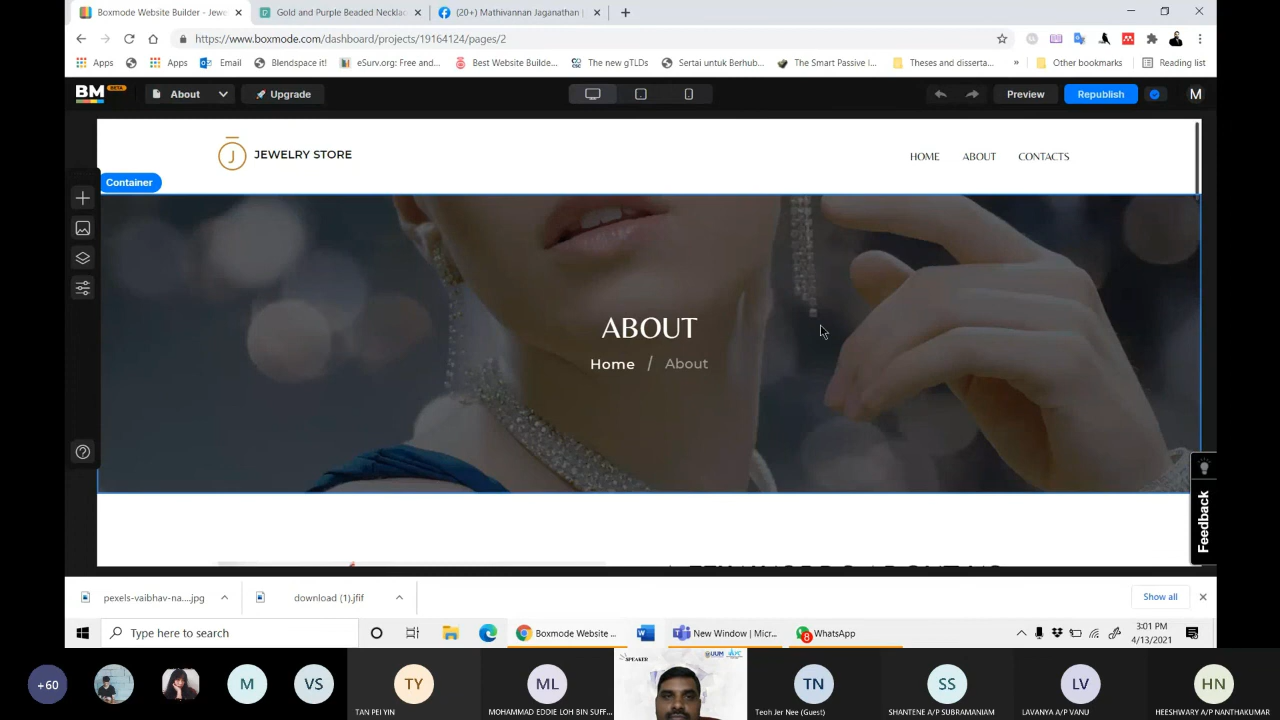 Boxmode Website Builder - Jewe
Gold and Purple Beaded Necklac
(20+) Mathivannan Jaganathan |
https://www.boxmode.com/dashboard/projects/19164124/pages/2
Apps
Apps
Email
Blendspace it!
eSurv.org: Free and...
Best Website Builde...
The new gTLDs
Sertai untuk Berhub...
The Smart Passive I...
Theses and disserta...
»
Other bookmarks
Reading list
BM BETA
About
Upgrade
Preview
Republish
M
J JEWELRY STORE
HOME
ABOUT
CONTACTS
Container
ABOUT
Home / About
Feedback
pexels-vaibhav-na....jpg
download (1).jfif
Show all
Type here to search
Boxmode Website ...
New Window | Micr...
8 WhatsApp
3:01 PM
4/13/2021
+60
M
VS
TY
TAN PEI YIN
ML
MOHAMMAD EDDIE LOH BIN SUFF...
SPEAKER
UUM
TN
Teoh Jer Nee (Guest)
SS
SHANTENE A/P SUBRAMANIAM
LV
LAVANYA A/P VANU
HN
HEESHWARY A/P NANTHAKUMAR